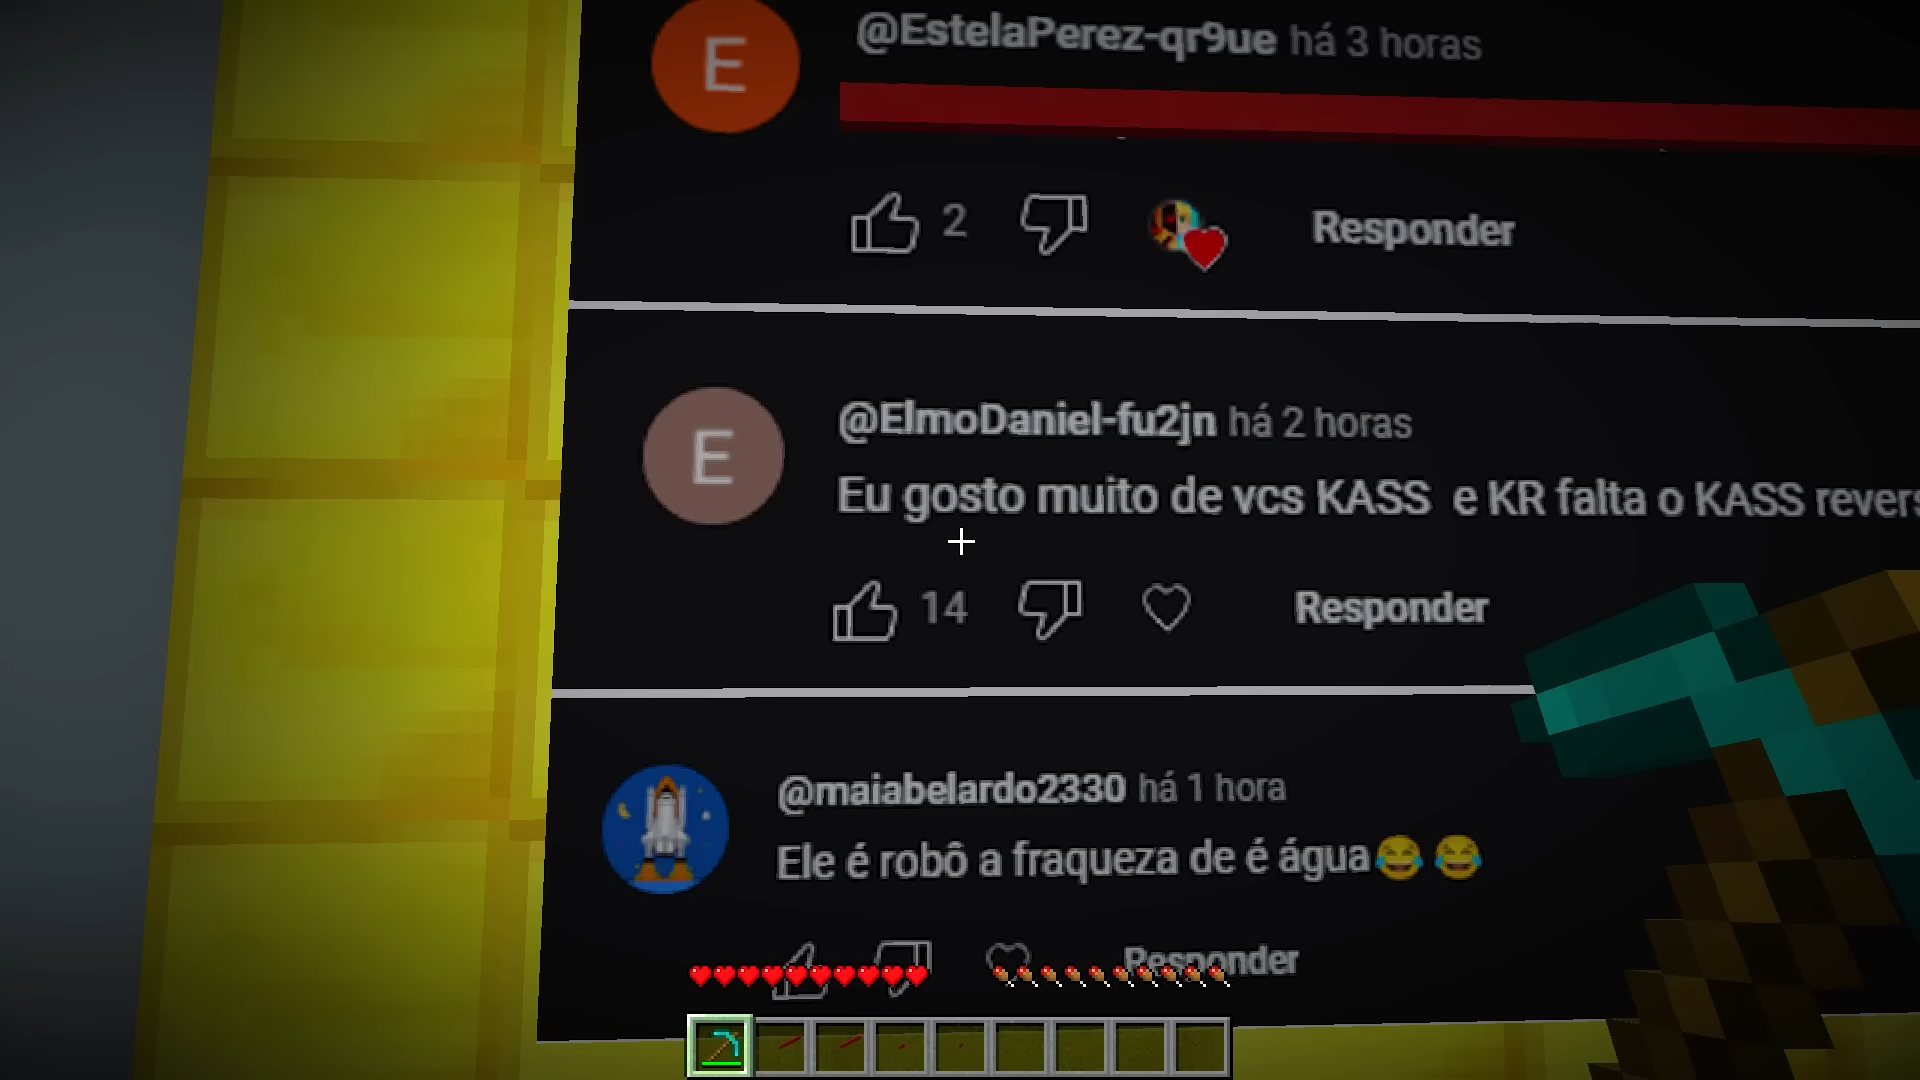 E
@EstelaPerez-qr9ue há 3 horas
2
Responder
E
@ElmoDaniel-fu2jn há 2 horas
Eu gosto muito de vcs KASS e KR falta o KASS
14
Responder
@maiabelardo2330 há 1 hora
Ele é robô a fraqueza de é água😂😂
Responder